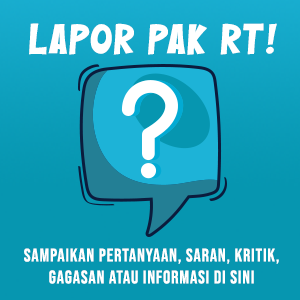 LAPOR PAK RT!
?
SAMPAIKAN PERTANYAAN, SARAN, KRITIK,
GAGASAN ATAU INFORMASI DI SINI